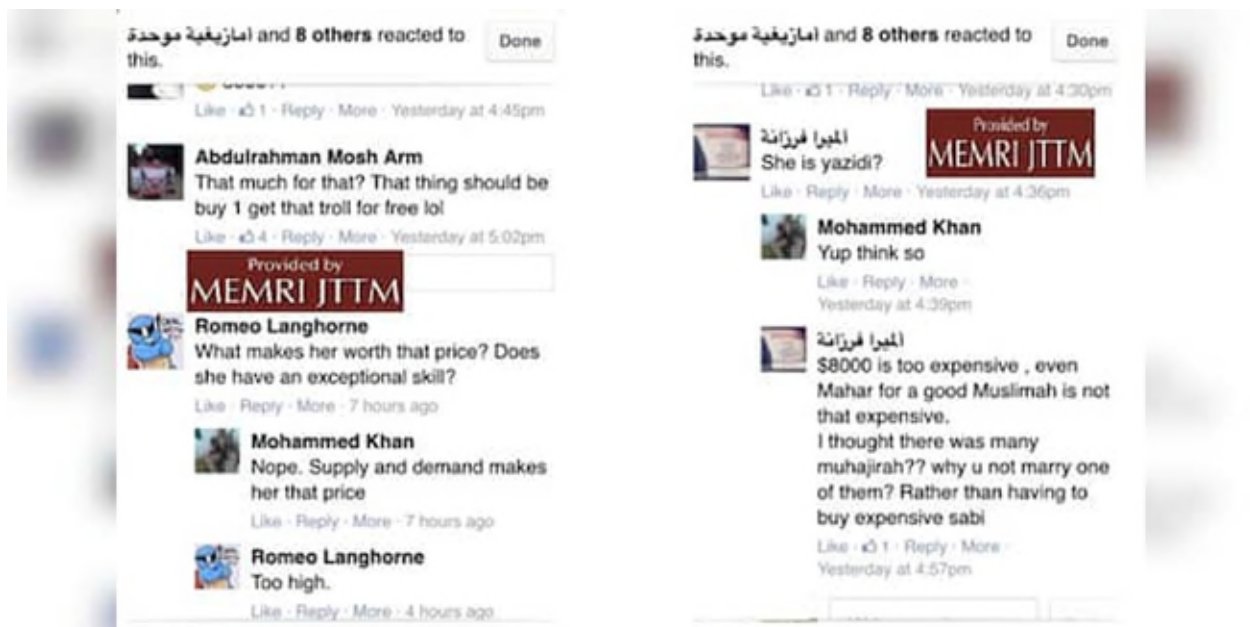 امازيغية موحدة and 8 others reacted to
this.
Done
Like · 1 · Reply · More · Yesterday at 4:45pm
Abdulrahman Mosh Arm
That much for that? That thing should be
buy 1 get that troll for free lol
Like · 4 · Reply · More · Yesterday at 5:02pm
Provided by
MEMRI JTTM
Romeo Langhorne
What makes her worth that price? Does
she have an exceptional skill?
Like · Reply · More · 7 hours ago
Mohammed Khan
Nope. Supply and demand makes
her that price
Like · Reply · More · 7 hours ago
Romeo Langhorne
Too high.
Like · Reply · More · 4 hours ago
امازيغية موحدة and 8 others reacted to
this.
Done
Like · 1 · Reply · More · Yesterday at 4:30pm
Provided by
MEMRI JTTM
الميرا فرزانة
She is yazidi?
Like · Reply · More · Yesterday at 4:36pm
Mohammed Khan
Yup think so
Like · Reply · More ·
Yesterday at 4:39pm
الميرا فرزانة
$8000 is too expensive , even
Mahar for a good Muslimah is not
that expensive.
I thought there was many
muhajirah?? why u not marry one
of them? Rather than having to
buy expensive sabi
Like · 1 · Reply · More ·
Yesterday at 4:57pm